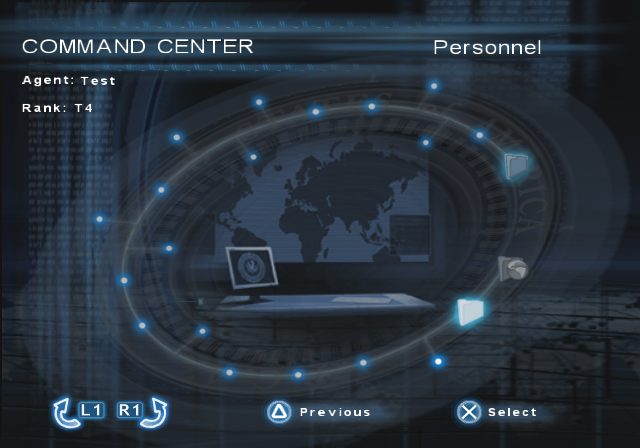 COMMAND CENTER
Personnel
Agent: Test
Rank: T4
L1 R1
Previous
Select